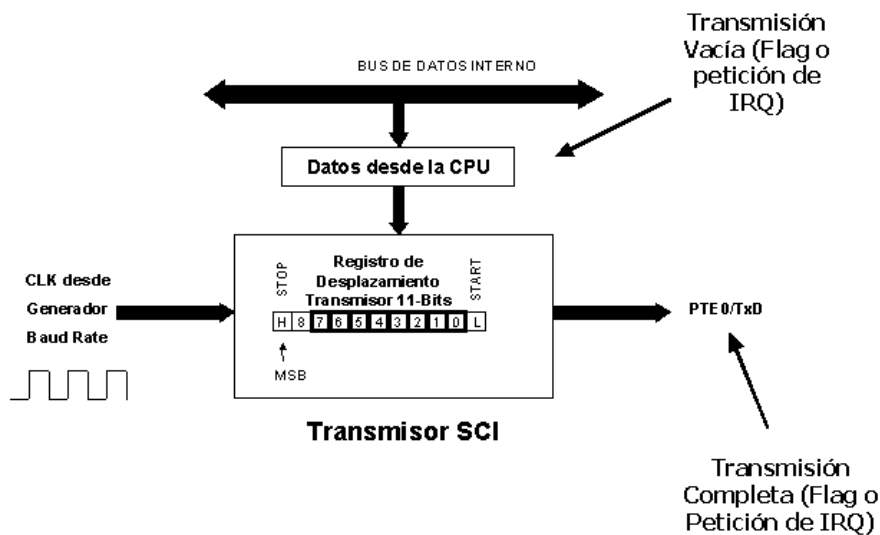 Transmisión
Vacía (Flag o
petición de
IRQ)
BUS DE DATOS INTERNO
Datos desde la CPU
CLK desde
Generador
Baud Rate
STOP
Registro de
Desplazamiento
Transmisor 11-Bits
START
H 8 7 6 5 4 3 2 1 0 L
MSB
PTE 0/TxD
Transmisor SCI
Transmisión
Completa (Flag o
Petición de IRQ)